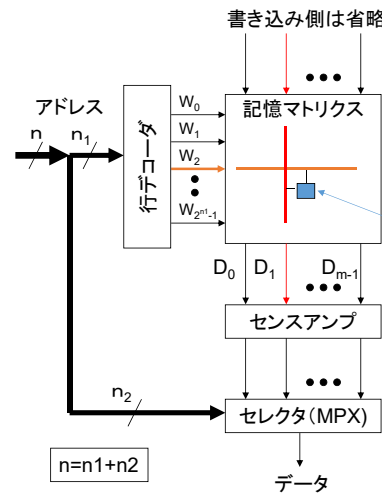 書き込み側は省略
アドレス
n
n₁
行デコーダ
W₀
W₁
W₂
W₂ⁿ¹₋₁
記憶マトリクス
D₀
D₁
Dₘ₋₁
センスアンプ
n₂
セレクタ(MPX)
n=n1+n2
データ